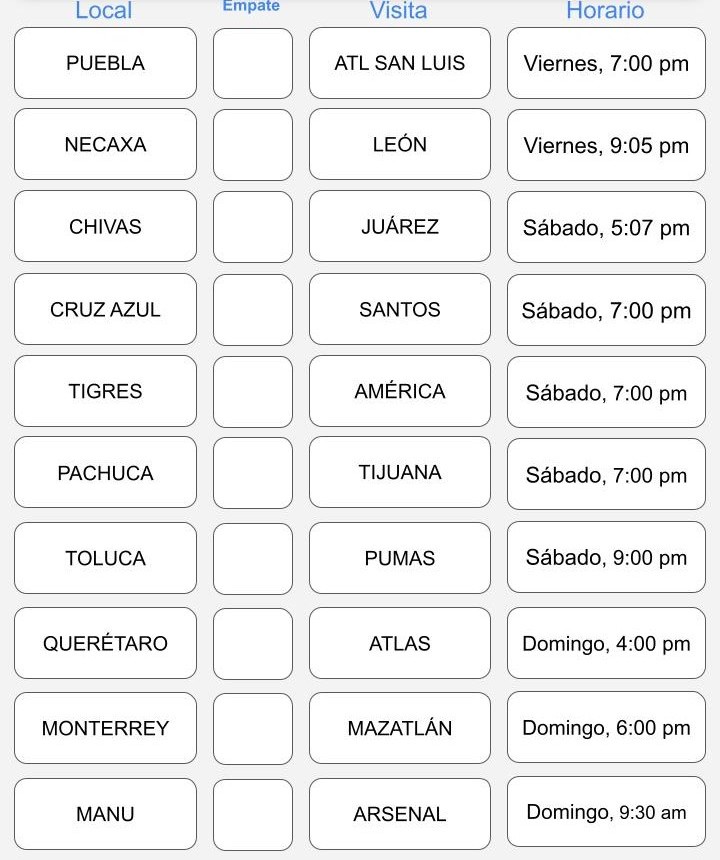 Local Empate Visita Horario
PUEBLA ATL SAN LUIS Viernes, 7:00 pm
NECAXA LEÓN Viernes, 9:05 pm
CHIVAS JUÁREZ Sábado, 5:07 pm
CRUZ AZUL SANTOS Sábado, 7:00 pm
TIGRES AMÉRICA Sábado, 7:00 pm
PACHUCA TIJUANA Sábado, 7:00 pm
TOLUCA PUMAS Sábado, 9:00 pm
QUERÉTARO ATLAS Domingo, 4:00 pm
MONTERREY MAZATLÁN Domingo, 6:00 pm
MANU ARSENAL Domingo, 9:30 am